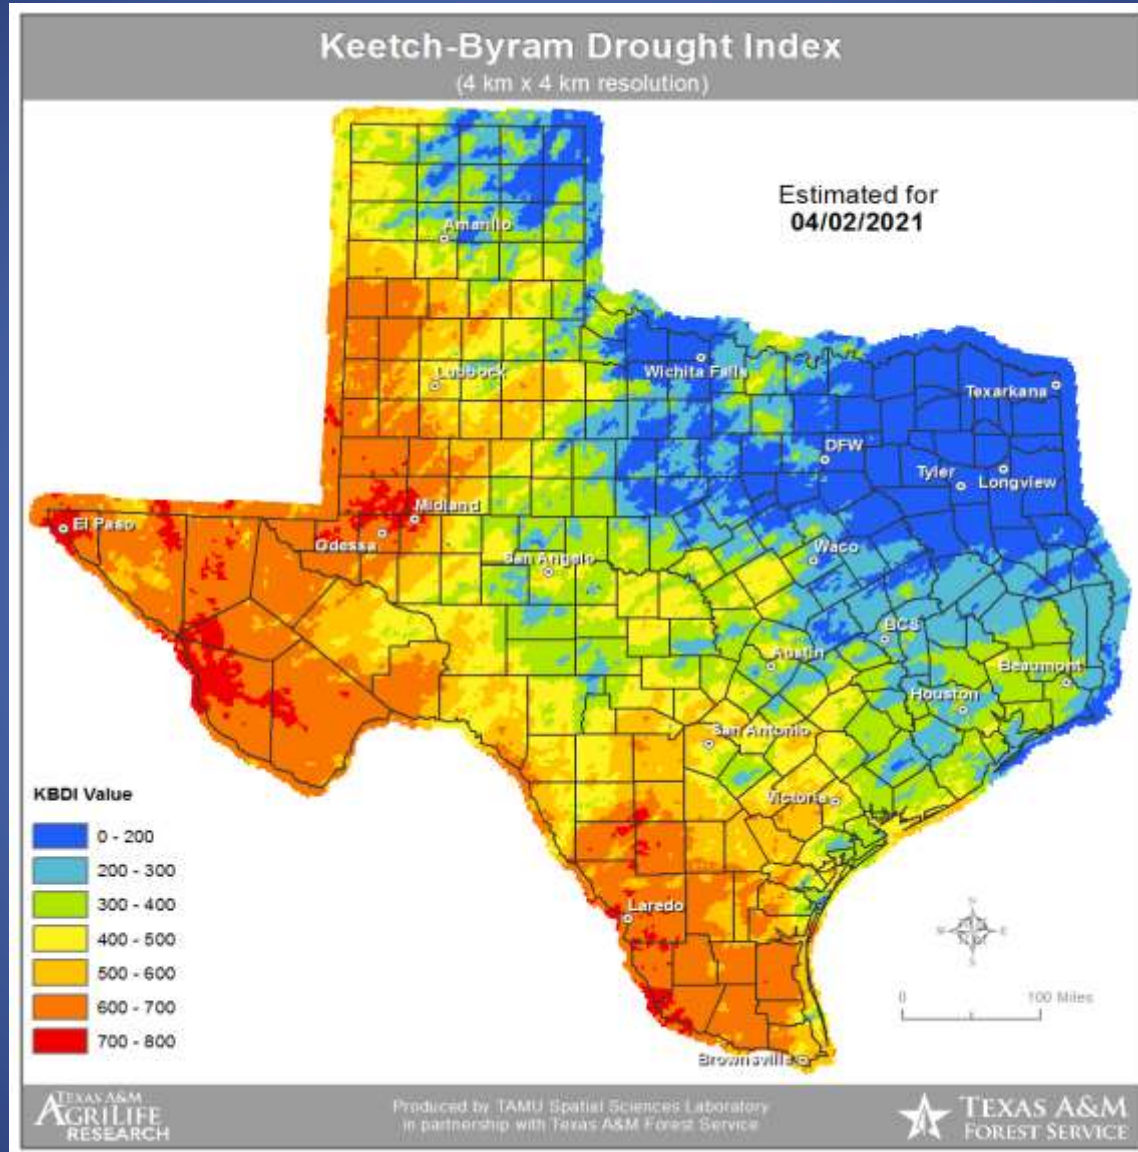 Keetch-Byram Drought Index
(4 km x 4 km resolution)
Estimated for
04/02/2021
Amarillo
Lubbock
Wichita Falls
Texarkana
DFW
Tyler
Longview
Midland
El Paso
Odessa
San Angelo
Waco
BCS
Austin
Beaumont
Houston
San Antonio
Victoria
Laredo
Brownsville
KBDI Value
0 - 200
200 - 300
300 - 400
400 - 500
500 - 600
600 - 700
700 - 800
N
W E
S
0 100 Miles
TEXAS A&M
AGRILIFE
RESEARCH
Produced by TAMU Spatial Sciences Laboratory
in partnership with Texas A&M Forest Service
TEXAS A&M
FOREST SERVICE